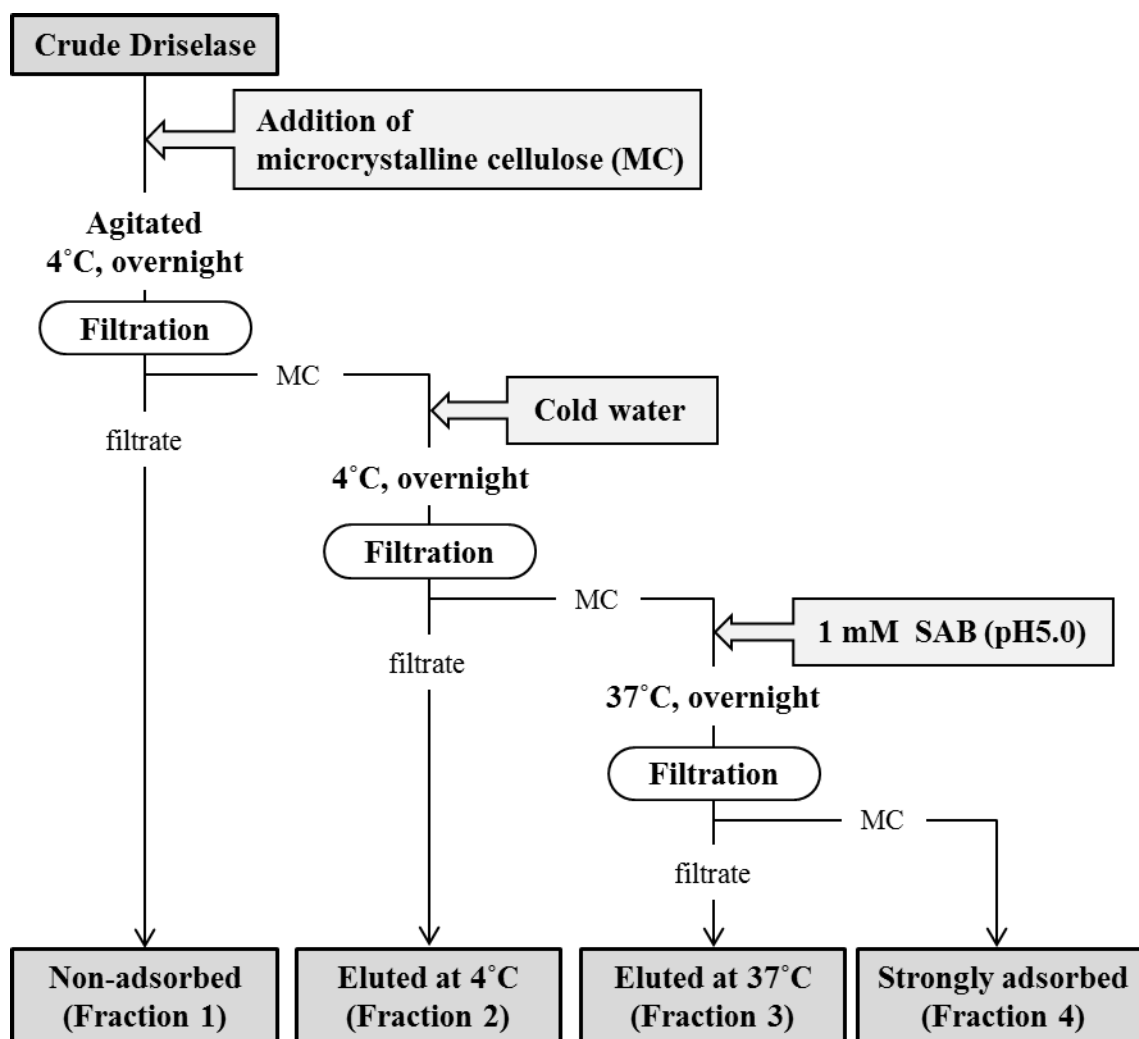 Crude Driselase
Addition of
microcrystalline cellulose (MC)
Agitated
4˚C, overnight
Filtration
MC
filtrate
Cold water
4˚C, overnight
Filtration
MC
filtrate
1 mM SAB (pH5.0)
37˚C, overnight
Filtration
MC
filtrate
Non-adsorbed
(Fraction 1)
Eluted at 4˚C
(Fraction 2)
Eluted at 37˚C
(Fraction 3)
Strongly adsorbed
(Fraction 4)